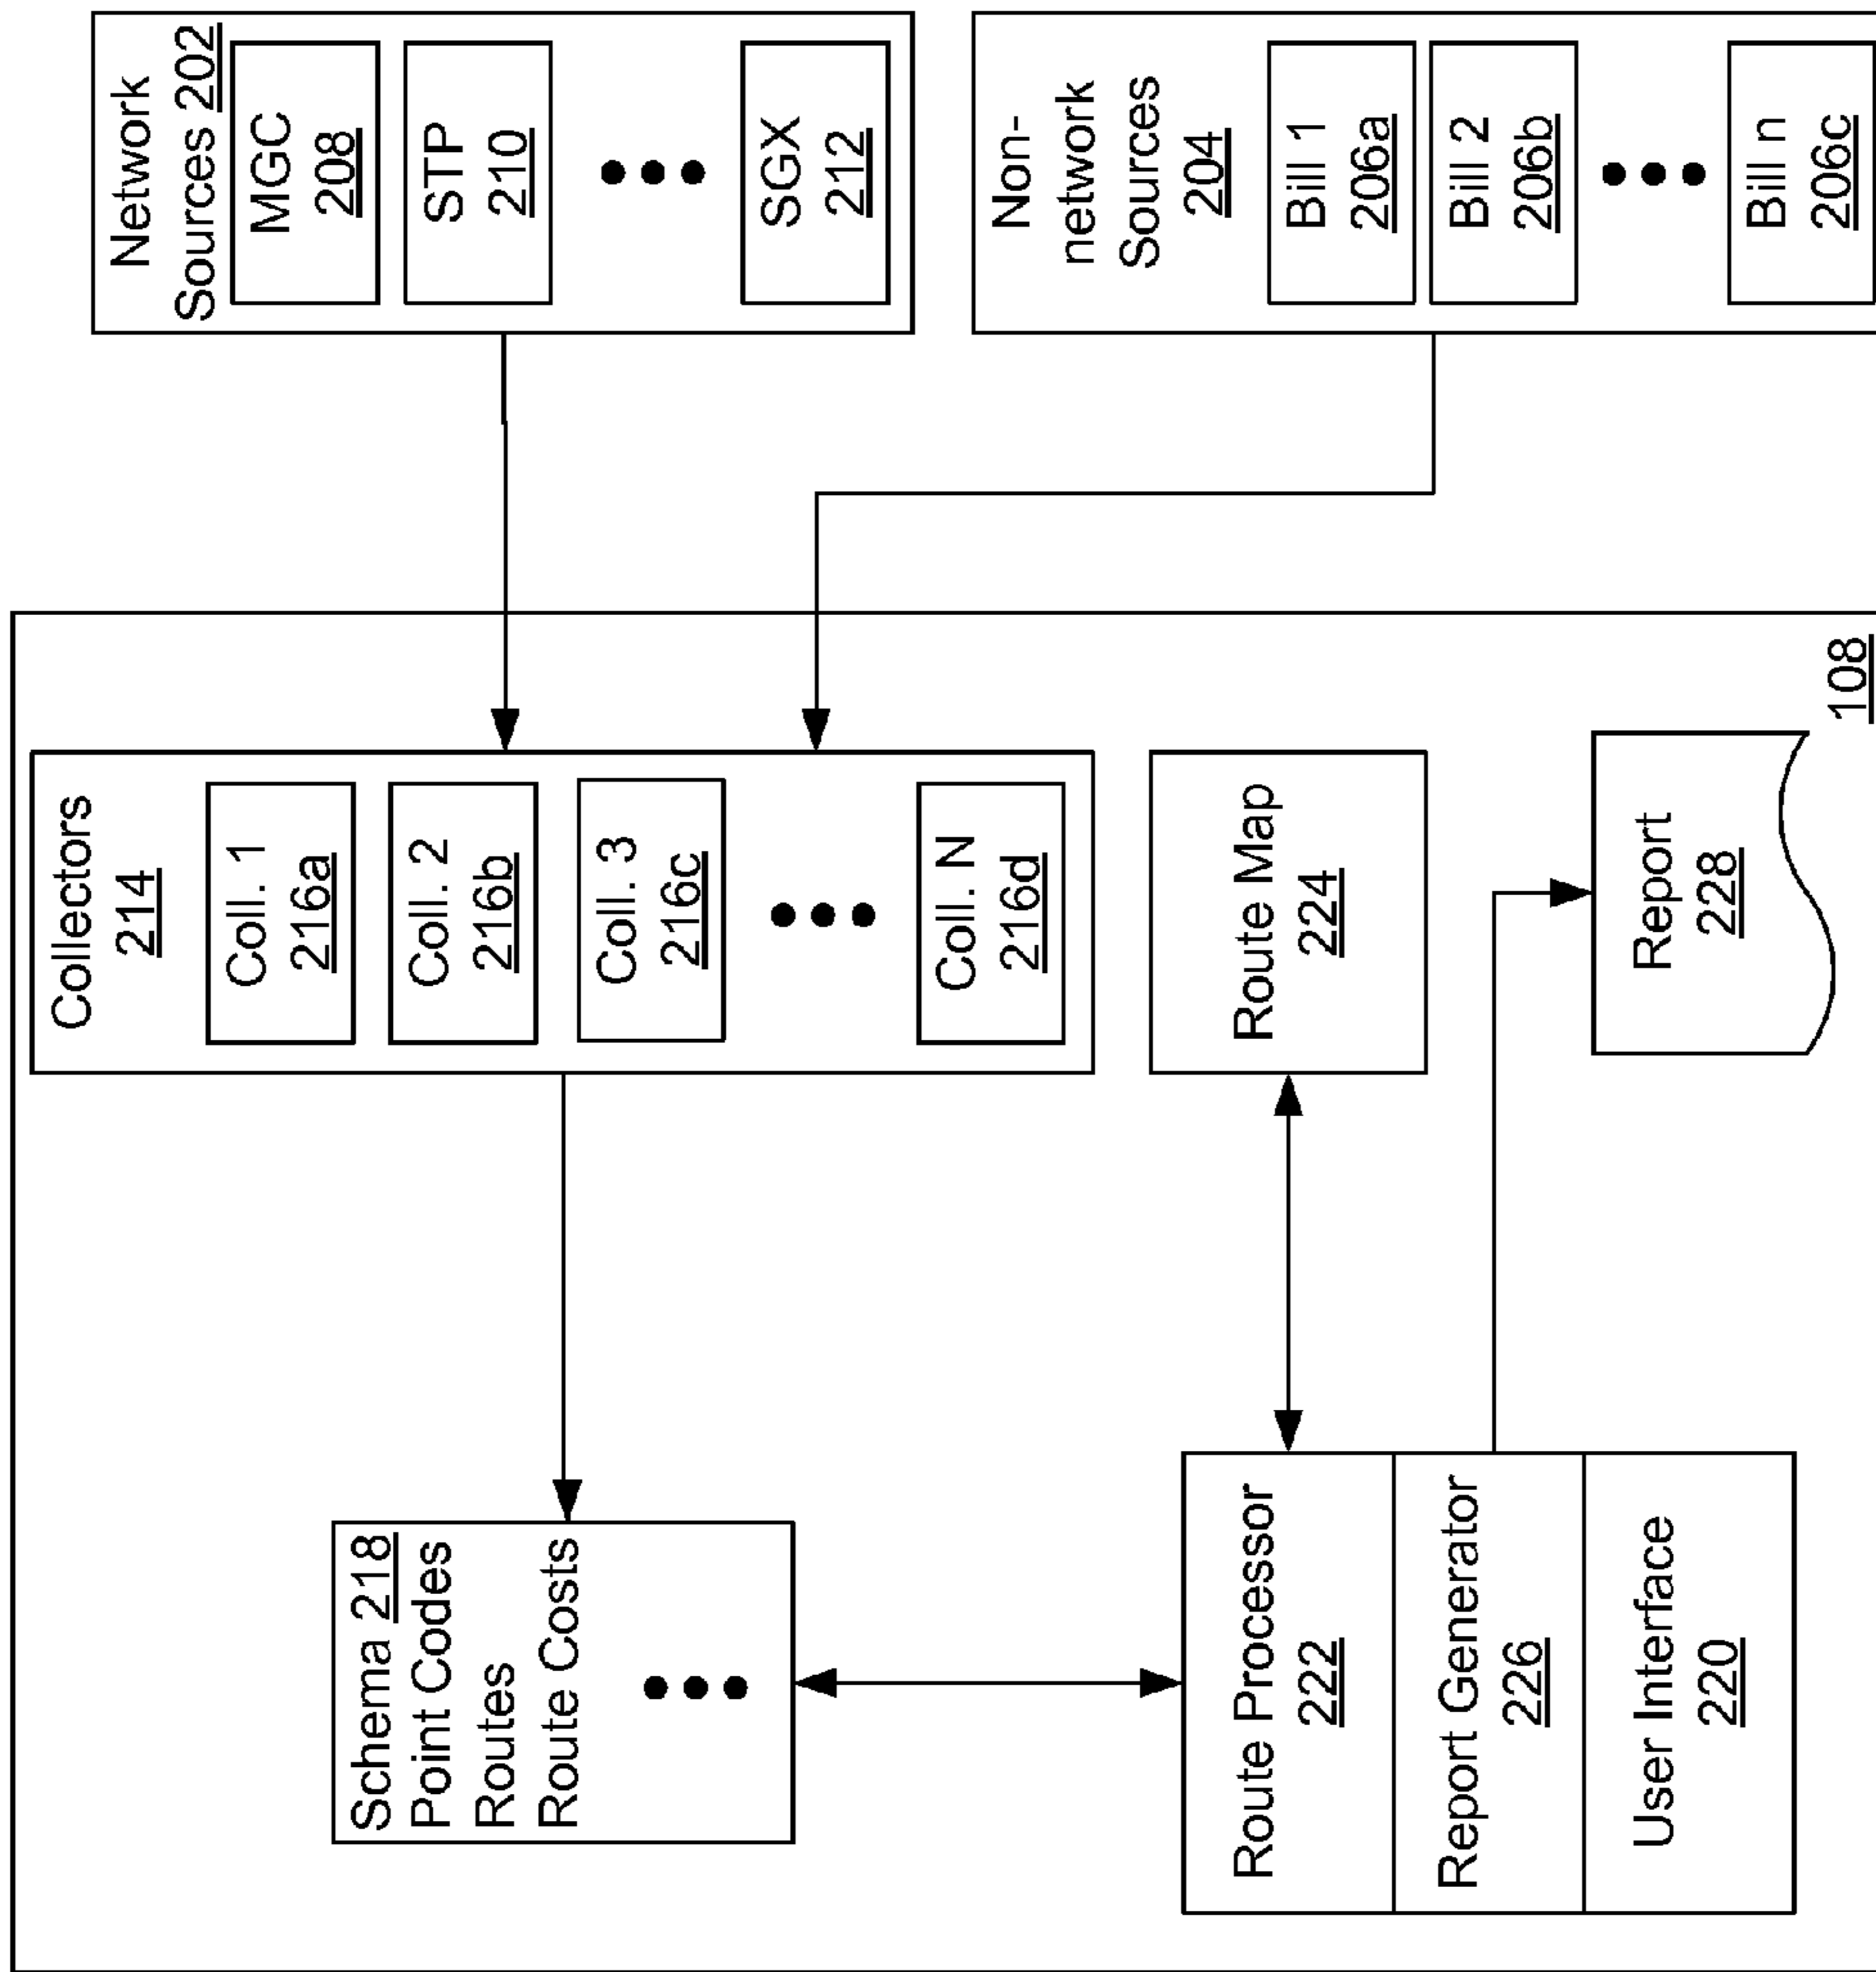 Network
Sources 202
MGC
208
STP
210
SGX
212
Non-
network
Sources
204
Bill 1
206a
Bill 2
206b
Bill n
206c
Collectors
214
Coll. 1
216a
Coll. 2
216b
Coll. 3
216c
Coll. N
216d
Route Map
224
Report
228
108
Schema 218
Point Codes
Routes
Route Costs
Route Processor
222
Report Generator
226
User Interface
220